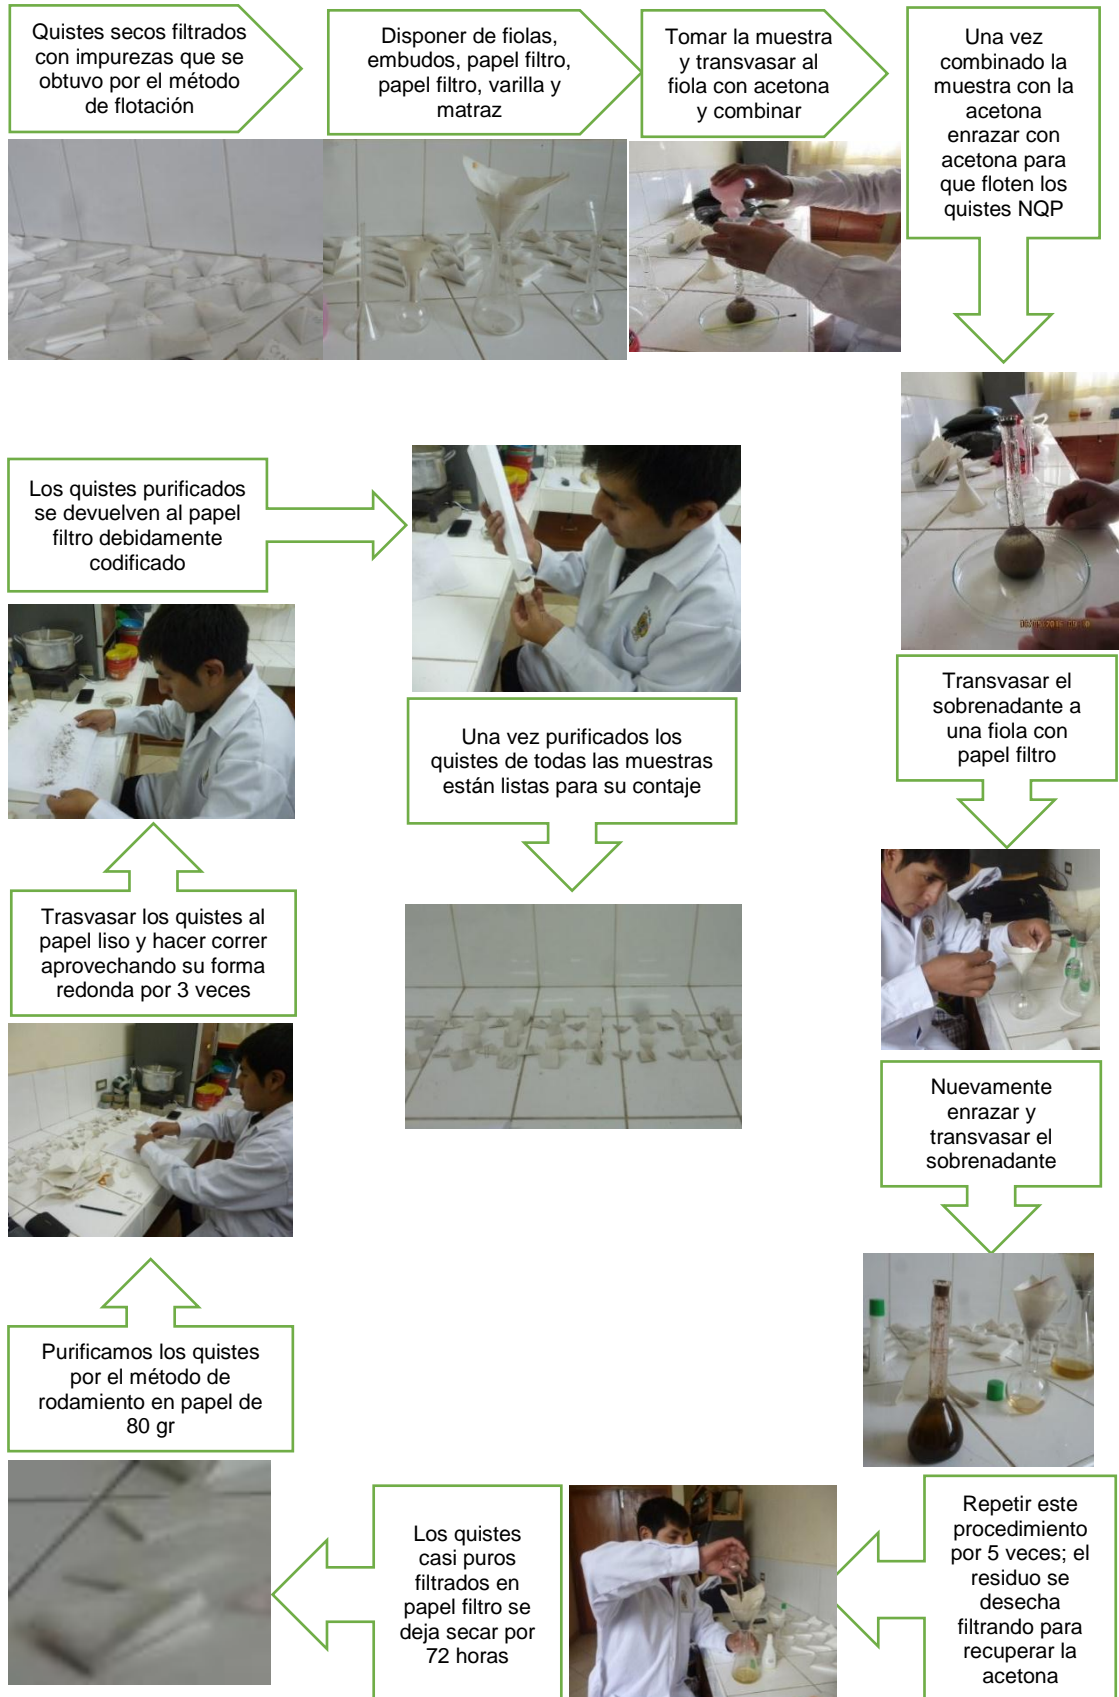 Quistes secos filtrados
con impurezas que se
obtuvo por el método
de flotación
Disponer de fiolas,
embudos, papel filtro,
papel filtro, varilla y
matraz
Tomar la muestra
y transvasar al
fiola con acetona
y combinar
Una vez
combinado la
muestra con la
acetona
enrazar con
acetona para
que floten los
quistes NQP
Transvasar el
sobrenadante a
una fiola con
papel filtro
Nuevamente
enrazar y
transvasar el
sobrenadante
Repetir este
procedimiento
por 5 veces; el
residuo se
desecha
filtrando para
recuperar la
acetona
Los quistes
casi puros
filtrados en
papel filtro se
deja secar por
72 horas
Purificamos los quistes
por el método de
rodamiento en papel de
80 gr
Trasvasar los quistes al
papel liso y hacer correr
aprovechando su forma
redonda por 3 veces
Los quistes purificados
se devuelven al papel
filtro debidamente
codificado
Una vez purificados los
quistes de todas las muestras
están listas para su contaje